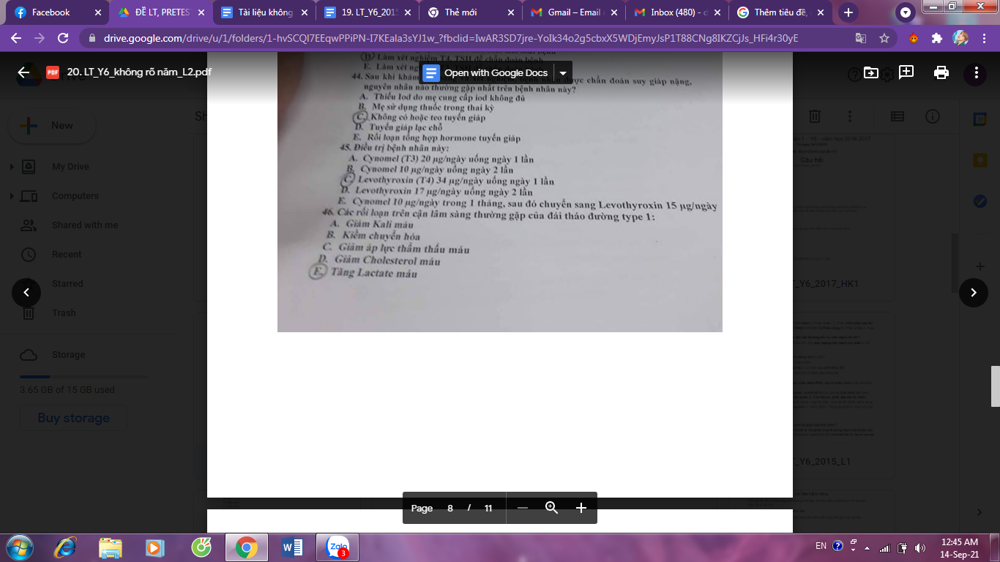 Facebook
ĐỀ LT, PRETES
Tài liệu không
19. LT_Y6_201
Thẻ mới
Gmail – Email
Inbox (480) - d
Thêm tiêu đề,
drive.google.com/drive/u/1/folders/1-hvSCQI7EEqwPPiPN-I7KEala3sYJ1w_?fbclid=IwAR3SD7jre-YoIk34o2g5cbxX5WDjEmyJsP1T88CNg8IKZCjJs_HFi4r30yE
PDF 20. LT_Y6_không rõ năm_L2.pdf
Open with Google Docs
New
My Drive
Computers
Shared with me
Recent
Starred
Trash
Storage
3.65 GB of 15 GB used
Buy storage
D. Làm xét nghiệm T4, TSH để chẩn đoán bệnh
E. Làm xét
44. Sau khi khám được chẩn đoán suy giáp nặng,
nguyên nhân nào thường gặp nhất trên bệnh nhân này?
A. Thiếu Iod do mẹ cung cấp iod không đủ
B. Mẹ sử dụng thuốc trong thai kỳ
C. Không có hoặc teo tuyến giáp
D. Tuyến giáp lạc chỗ
E. Rối loạn tổng hợp hormone tuyến giáp
45. Điều trị bệnh nhân này:
A. Cynomel (T3) 20 µg/ngày uống ngày 1 lần
B. Cynomel 10 µg/ngày uống ngày 2 lần
C. Levothyroxin (T4) 34 µg/ngày uống ngày 1 lần
D. Levothyroxin 17 µg/ngày uống ngày 2 lần
E. Cynomel 10 µg/ngày trong 1 tháng, sau đó chuyển sang Levothyroxin 15 µg/ngày
46. Các rối loạn trên cận lâm sàng thường gặp của đái tháo đường type 1:
A. Giảm Kali máu
B. Kiềm chuyển hóa
C. Giảm áp lực thẩm thấu máu
D. Giảm Cholesterol máu
E. Tăng Lactate máu
Câu hỏi
T_Y6_2017_HK1
T_Y6_2015_L1
Page 8 / 11
Zalo
3
EN
12:45 AM
14-Sep-21